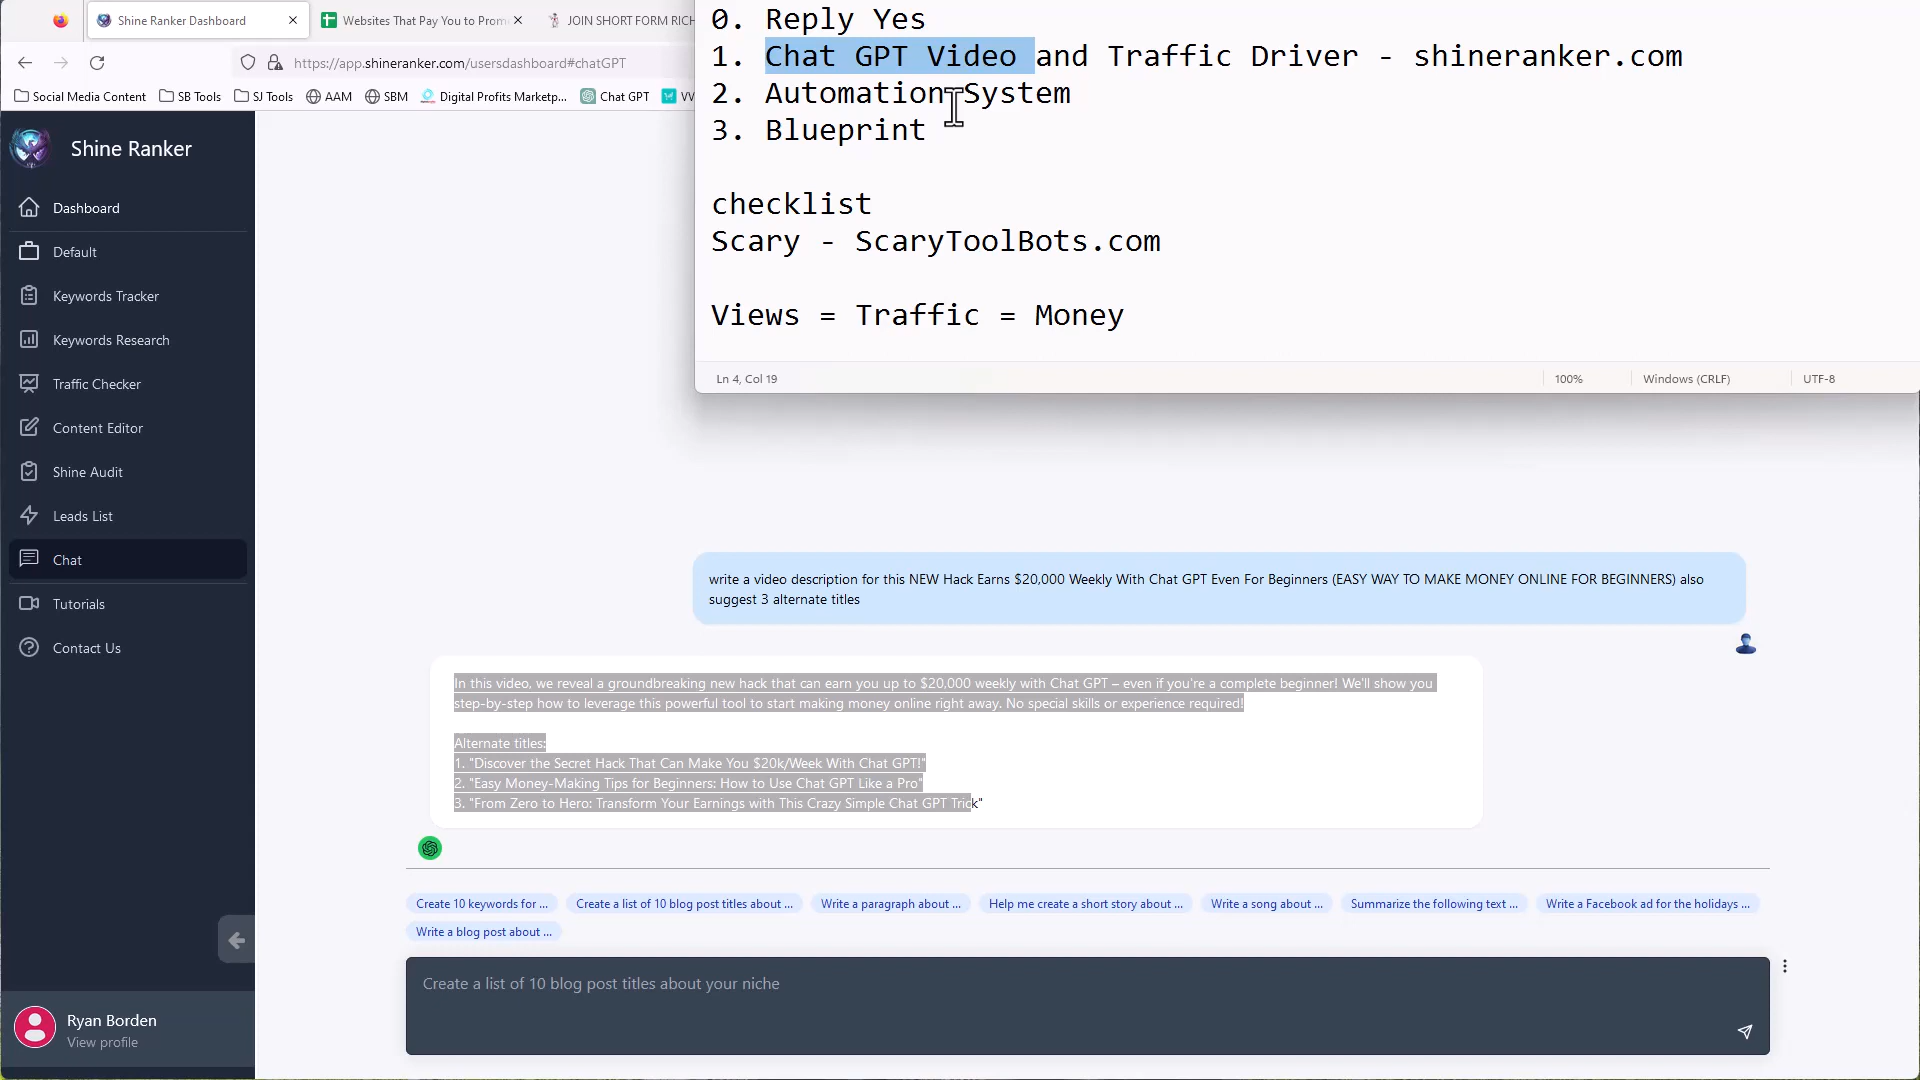 Shine Ranker Dashboard
Websites That Pay You to Prom
JOIN SHORT FORM RICH
https://app.shineranker.com/usersdashboard#chatGPT
Social Media Content
SB Tools
SJ Tools
AAM
SBM
Digital Profits Marketp...
Chat GPT
VV
0. Reply Yes
1. Chat GPT Video and Traffic Driver - shineranker.com
2. Automation System
3. Blueprint
checklist
Scary - ScaryToolBots.com
Views = Traffic = Money
Ln 4, Col 19
100%
Windows (CRLF)
UTF-8
Shine Ranker
Dashboard
Default
Keywords Tracker
Keywords Research
Traffic Checker
Content Editor
Shine Audit
Leads List
Chat
Tutorials
Contact Us
Ryan Borden
View profile
write a video description for this NEW Hack Earns $20,000 Weekly With Chat GPT Even For Beginners (EASY WAY TO MAKE MONEY ONLINE FOR BEGINNERS) also
suggest 3 alternate titles
In this video, we reveal a groundbreaking new hack that can earn you up to $20,000 weekly with Chat GPT – even if you're a complete beginner! We'll show you
step-by-step how to leverage this powerful tool to start making money online right away. No special skills or experience required!
Alternate titles:
1. "Discover the Secret Hack That Can Make You $20k/Week With Chat GPT!"
2. "Easy Money-Making Tips for Beginners: How to Use Chat GPT Like a Pro"
3. "From Zero to Hero: Transform Your Earnings with This Crazy Simple Chat GPT Trick"
Create 10 keywords for ...
Create a list of 10 blog post titles about ...
Write a paragraph about ...
Help me create a short story about ...
Write a song about ...
Summarize the following text ...
Write a Facebook ad for the holidays ...
Write a blog post about ...
Create a list of 10 blog post titles about your niche